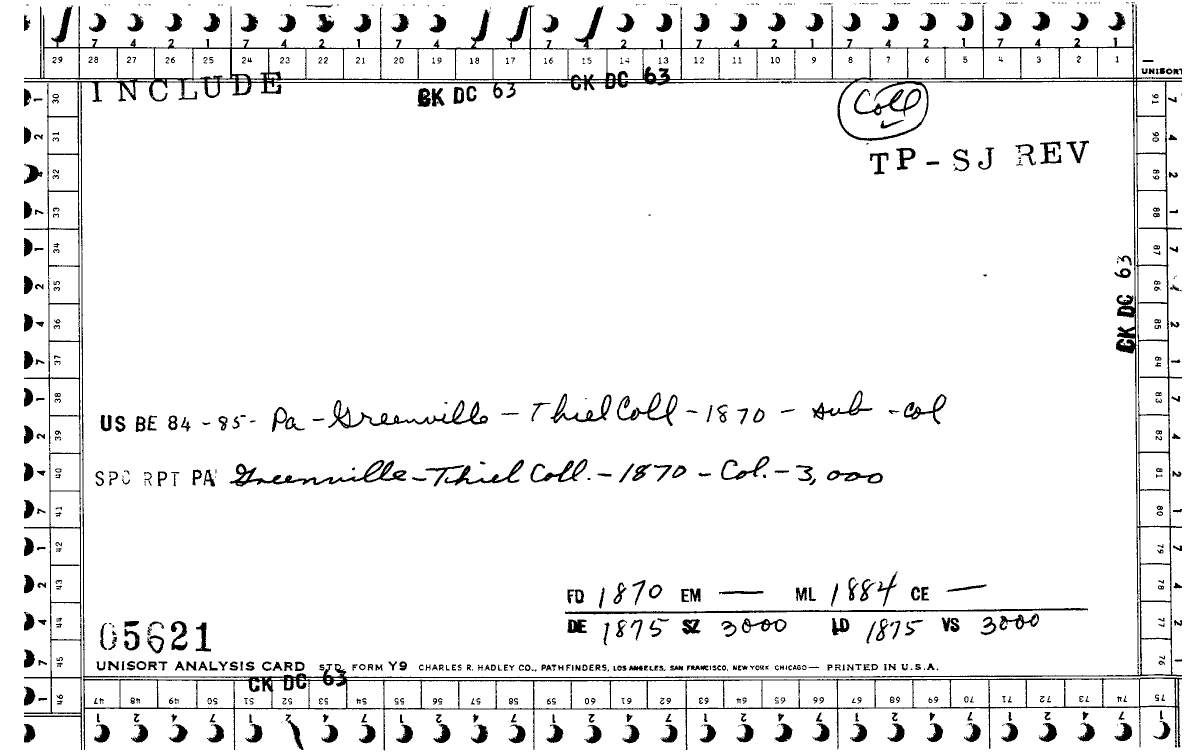 7 4 2 1 7 4 2 1 7 4 2 1 7 4 2 1 7 4 2 1 7 4 2 1 7 4 2 1
29 28 27 26 25 24 23 22 21 20 19 18 17 16 15 14 13 12 11 10 9 8 7 6 5 4 3 2 1
UNISORT
INCLUDE
CK DC 63
CK DC 63
Coll
TP-SJ REV
CK DC 63
US BE 84 - 85 - Pa - Greenville - Thiel Coll - 1870 - sub - col
SPC RPT PA Greenville - Thiel Coll. - 1870 - Col. - 3,000
FD 1870 EM — ML 1884 CE —
DE 1875 SZ 3000 LD 1875 VS 3000
05621
UNISORT ANALYSIS CARD STD. FORM Y9 CHARLES R. HADLEY CO., PATHFINDERS, LOS ANGELES, SAN FRANCISCO, NEW YORK CHICAGO — PRINTED IN U.S.A.
CK DC 63
30 31 32 33 34 35 36 37 38 39 40 41 42 43 44 45 46
91 90 89 88 87 86 85 84 83 82 81 80 79 78 77 76 75
47 48 49 50 51 52 53 54 55 56 57 58 59 60 61 62 63 64 65 66 67 68 69 70 71 72 73 74